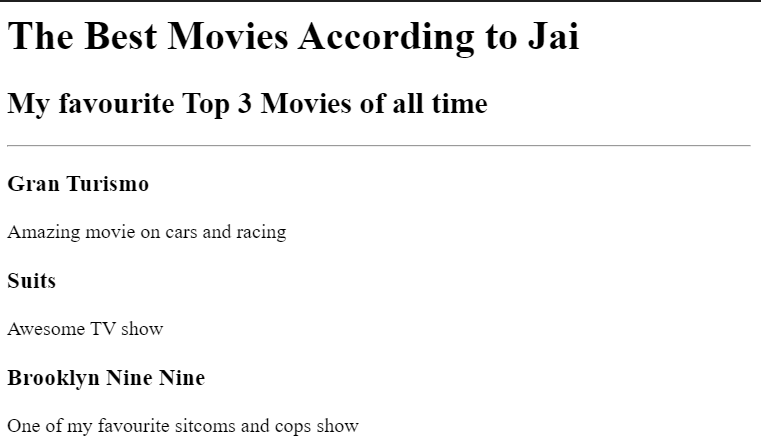 The Best Movies According to Jai
My favourite Top 3 Movies of all time
Gran Turismo
Amazing movie on cars and racing
Suits
Awesome TV show
Brooklyn Nine Nine
One of my favourite sitcoms and cops show